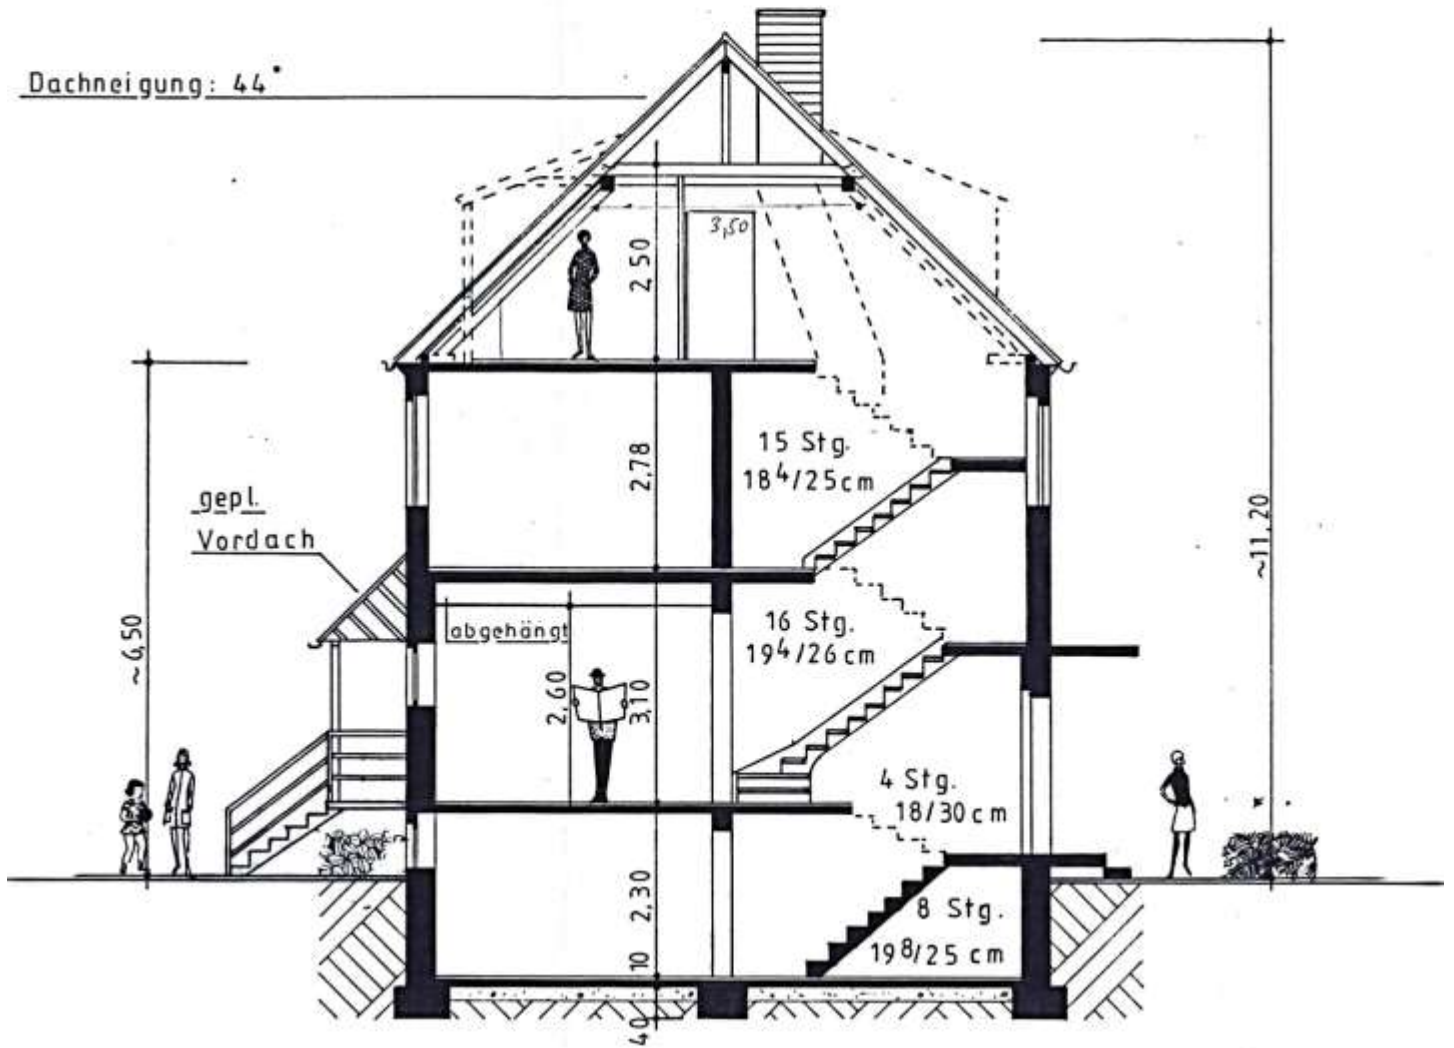 Dachneigung: 44°
3,50
2,50
15 Stg.
18⁴/25cm
2,78
gepl.
Vordach
~11,20
~6,50
abgehängt
16 Stg.
19⁴/26cm
2,60
3,10
4 Stg.
18/30cm
2,30
8 Stg.
19⁸/25cm
10
40